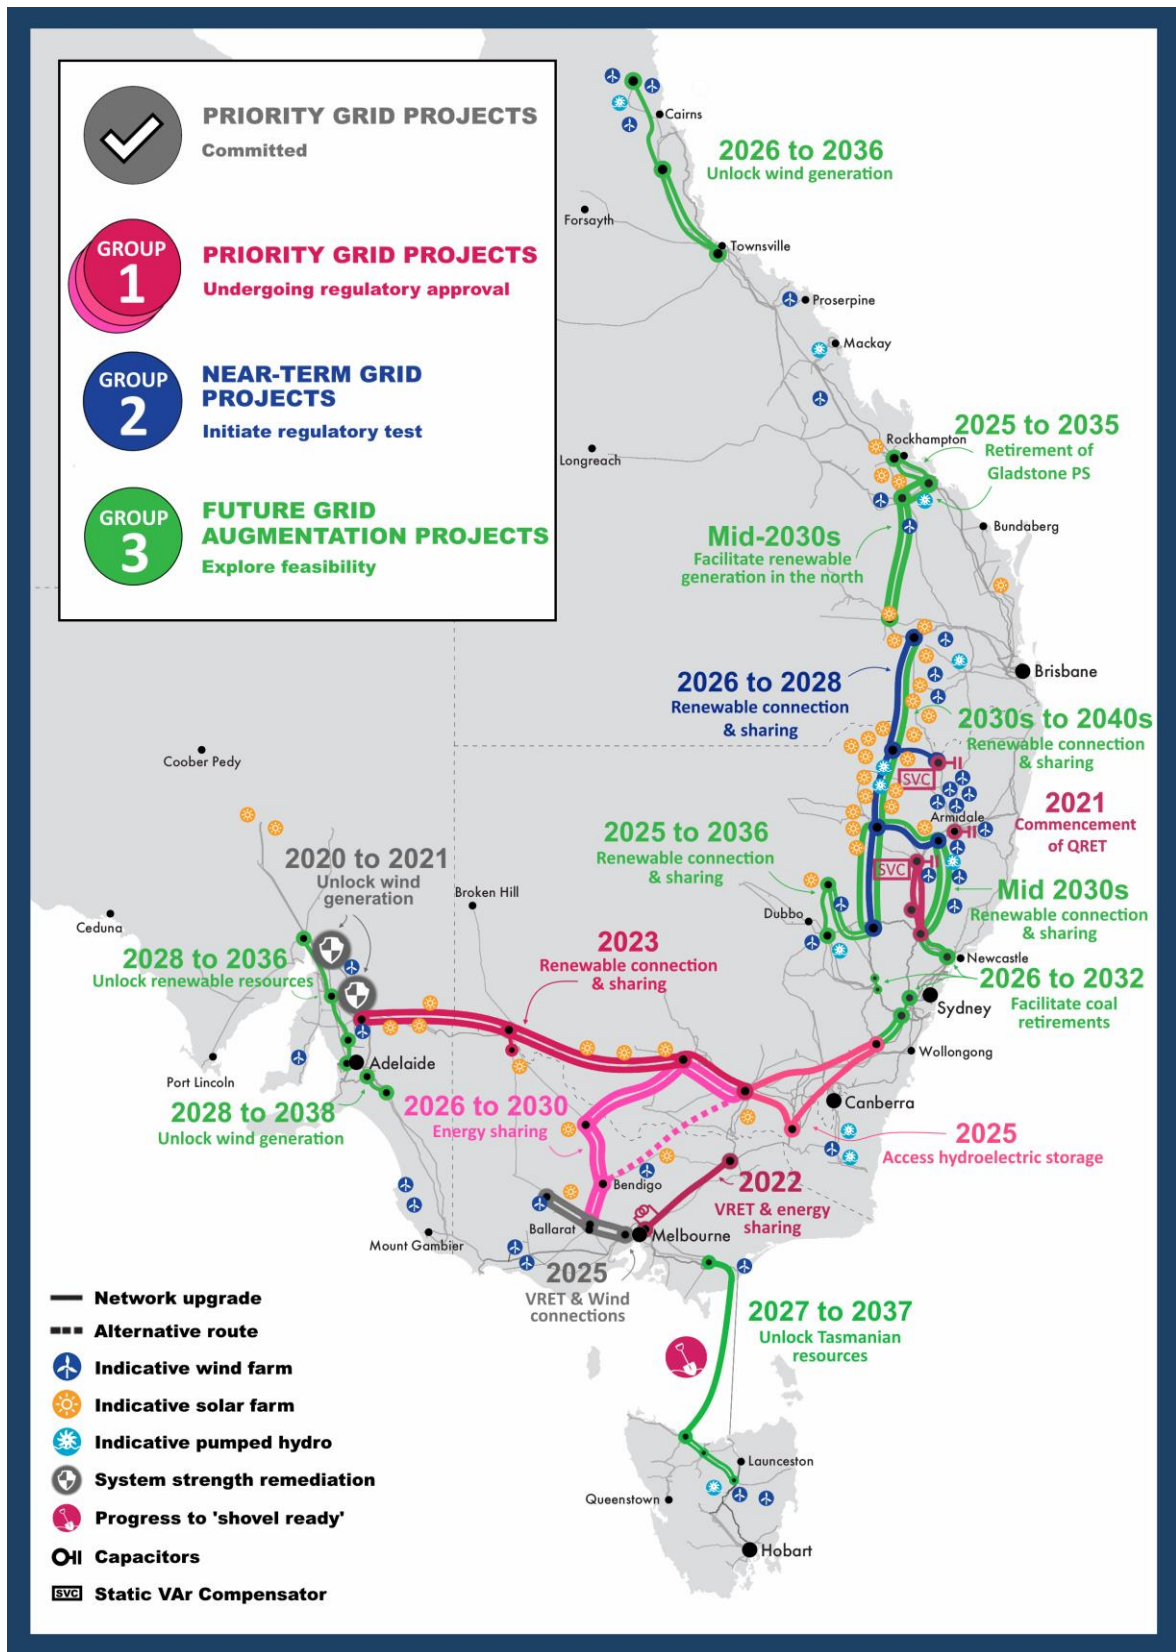 PRIORITY GRID PROJECTS
Committed
GROUP
1
PRIORITY GRID PROJECTS
Undergoing regulatory approval
GROUP
2
NEAR-TERM GRID
PROJECTS
Initiate regulatory test
GROUP
3
FUTURE GRID
AUGMENTATION PROJECTS
Explore feasibility
Cairns
2026 to 2036
Unlock wind generation
Forsayth
Townsville
Proserpine
Mackay
Rockhampton
2025 to 2035
Retirement of
Gladstone PS
Longreach
Bundaberg
Mid-2030s
Facilitate renewable
generation in the north
Brisbane
2026 to 2028
Renewable connection
& sharing
2030s to 2040s
Renewable connection
& sharing
Coober Pedy
SVC
2021
Commencement
of QRET
Armidale
2025 to 2036
Renewable connection
& sharing
SVC
2020 to 2021
Unlock wind
generation
Broken Hill
Mid 2030s
Renewable connection
& sharing
Dubbo
Ceduna
2028 to 2036
Unlock renewable resources
2023
Renewable connection
& sharing
Newcastle
2026 to 2032
Facilitate coal
retirements
Sydney
Wollongong
Adelaide
Port Lincoln
2028 to 2038
Unlock wind generation
2026 to 2030
Energy sharing
Canberra
2025
Access hydroelectric storage
Bendigo
2022
VRET & energy
sharing
Ballarat
Melbourne
Mount Gambier
2025
VRET & Wind
connections
2027 to 2037
Unlock Tasmanian
resources
Launceston
Queenstown
Hobart
Network upgrade
Alternative route
Indicative wind farm
Indicative solar farm
Indicative pumped hydro
System strength remediation
Progress to 'shovel ready'
Capacitors
SVC Static VAr Compensator